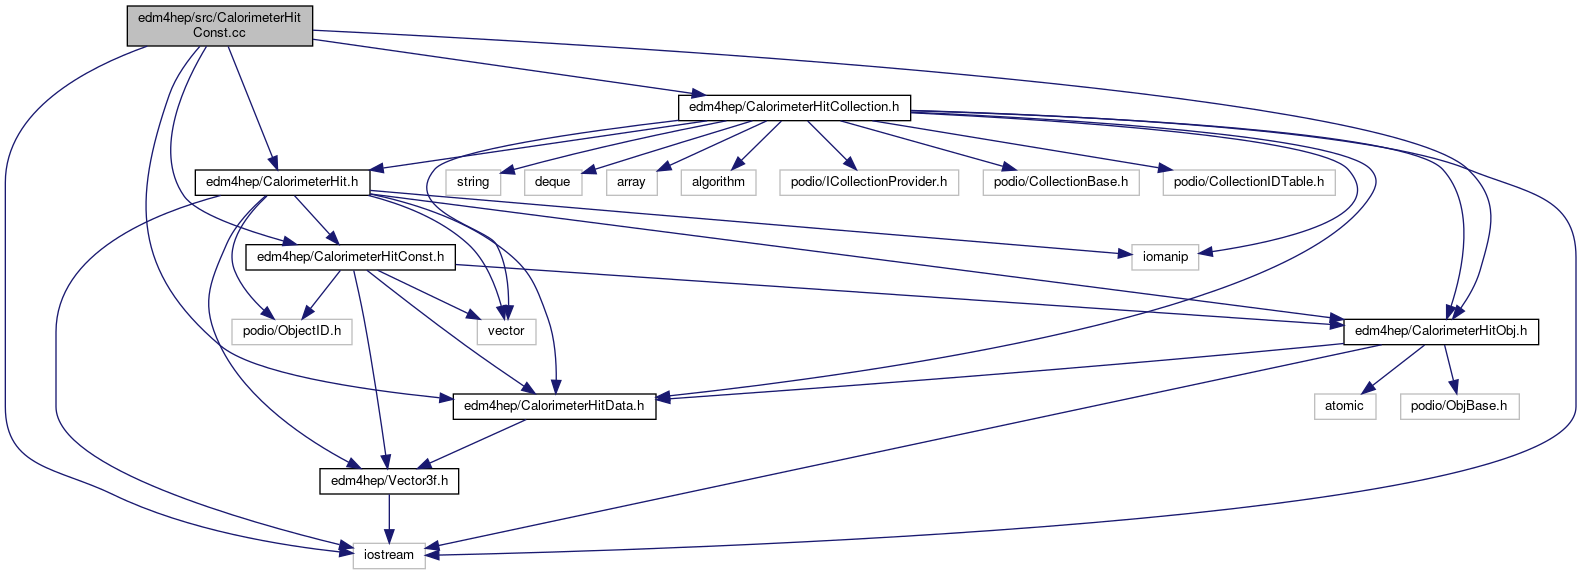 edm4hep/src/CalorimeterHit
Const.cc
edm4hep/CalorimeterHitCollection.h
edm4hep/CalorimeterHit.h
string
deque
array
algorithm
podio/ICollectionProvider.h
podio/CollectionBase.h
podio/CollectionIDTable.h
edm4hep/CalorimeterHitConst.h
iomanip
podio/ObjectID.h
vector
edm4hep/CalorimeterHitObj.h
edm4hep/CalorimeterHitData.h
atomic
podio/ObjBase.h
edm4hep/Vector3f.h
iostream